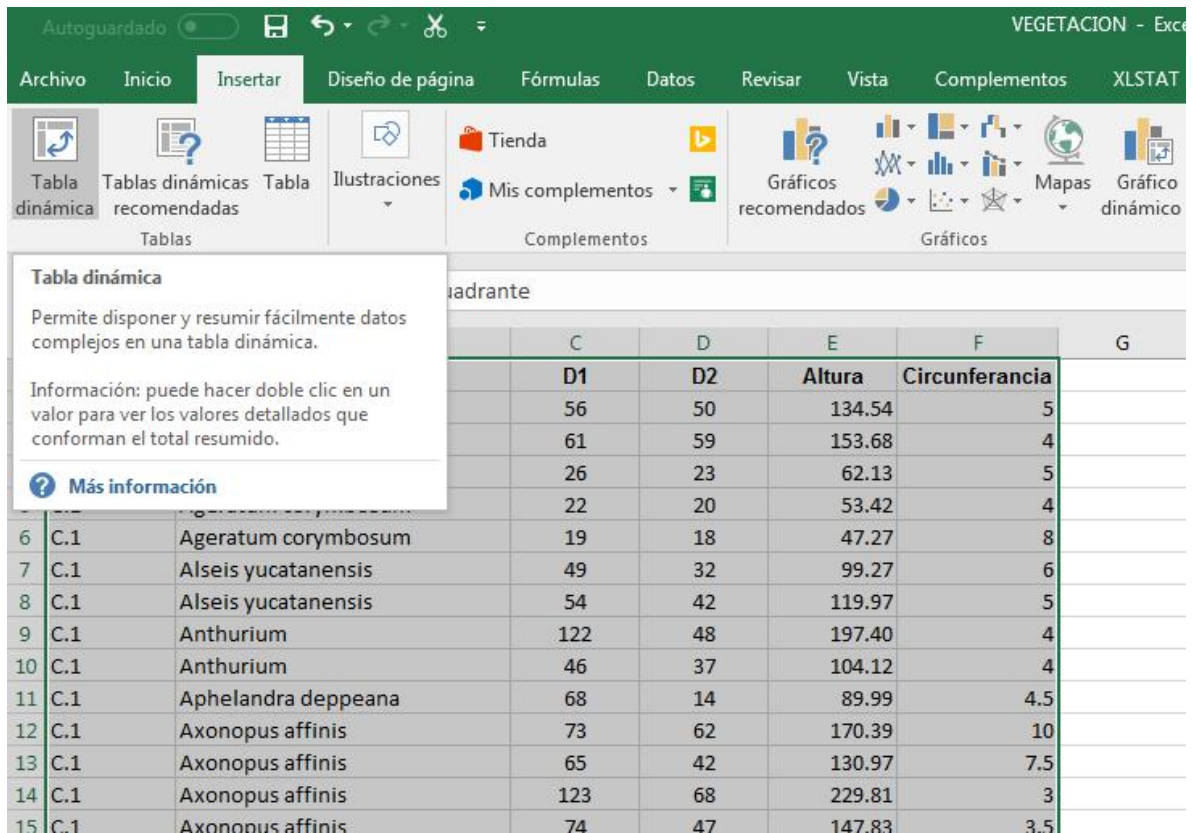 Autoguardado
VEGETACION - Exce
Archivo Inicio Insertar Diseño de página Fórmulas Datos Revisar Vista Complementos XLSTAT
Tabla dinámica
Tablas dinámicas recomendadas
Tabla
Ilustraciones
Tienda
Mis complementos
Gráficos recomendados
Mapas
Gráfico dinámico
Tablas Complementos Gráficos
Tabla dinámica
Permite disponer y resumir fácilmente datos
complejos en una tabla dinámica.
Información: puede hacer doble clic en un
valor para ver los valores detallados que
conforman el total resumido.
Más información
uadrante
C D E F G
D1 D2 Altura Circunferancia
56 50 134.54 5
61 59 153.68 4
26 23 62.13 5
22 20 53.42 4
6 C.1 Ageratum corymbosum 19 18 47.27 8
7 C.1 Alseis yucatanensis 49 32 99.27 6
8 C.1 Alseis yucatanensis 54 42 119.97 5
9 C.1 Anthurium 122 48 197.40 4
10 C.1 Anthurium 46 37 104.12 4
11 C.1 Aphelandra deppeana 68 14 89.99 4.5
12 C.1 Axonopus affinis 73 62 170.39 10
13 C.1 Axonopus affinis 65 42 130.97 7.5
14 C.1 Axonopus affinis 123 68 229.81 3
15 C.1 Axonopus affinis 74 47 147.83 3.5